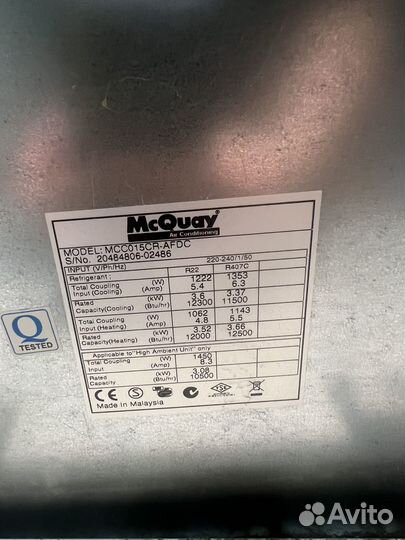 McQuay
Air Conditioning
MODEL: MCC015CR-AFDC
S/No. 20484806-02486
INPUT (V/Ph/Hz) 220-240/1/50
Refrigerant : R22 R407C
Total Coupling 1222 1353
Input (Cooling) (Amp) 5.4 6.3
Rated (kW) 3.6 3.37
Capacity(Cooling) (Btu/hr) 12300 11500
Total Coupling 1062 1143
Input (Heating) (Amp) 4.8 5.5
Rated (kW) 3.52 3.66
Capacity(Heating) (Btu/hr) 12000 12500
Applicable to "High Ambient Unit" only
Total Coupling 1450
Input (Amp) 8.3
Rated (kW) 3.08
Capacity (Btu/hr) 10500
CE
Made in Malaysia
Q
TESTED
Avito